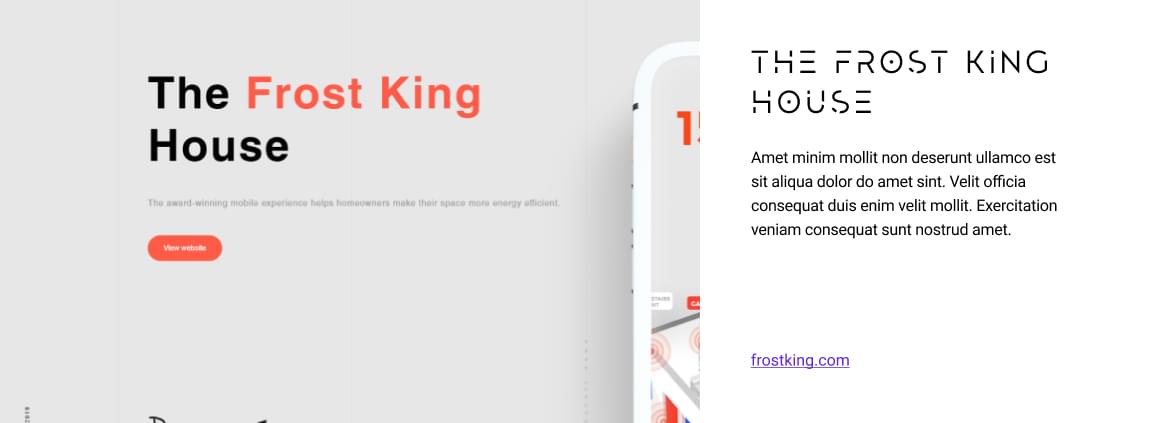 The Frost King
House
The award-winning mobile experience helps homeowners make their space more energy efficient.
View website
2019
THE FROST KiNG
HOUSE
Amet minim mollit non deserunt ullamco est
sit aliqua dolor do amet sint. Velit officia
consequat duis enim velit mollit. Exercitation
veniam consequat sunt nostrud amet.
frostking.com